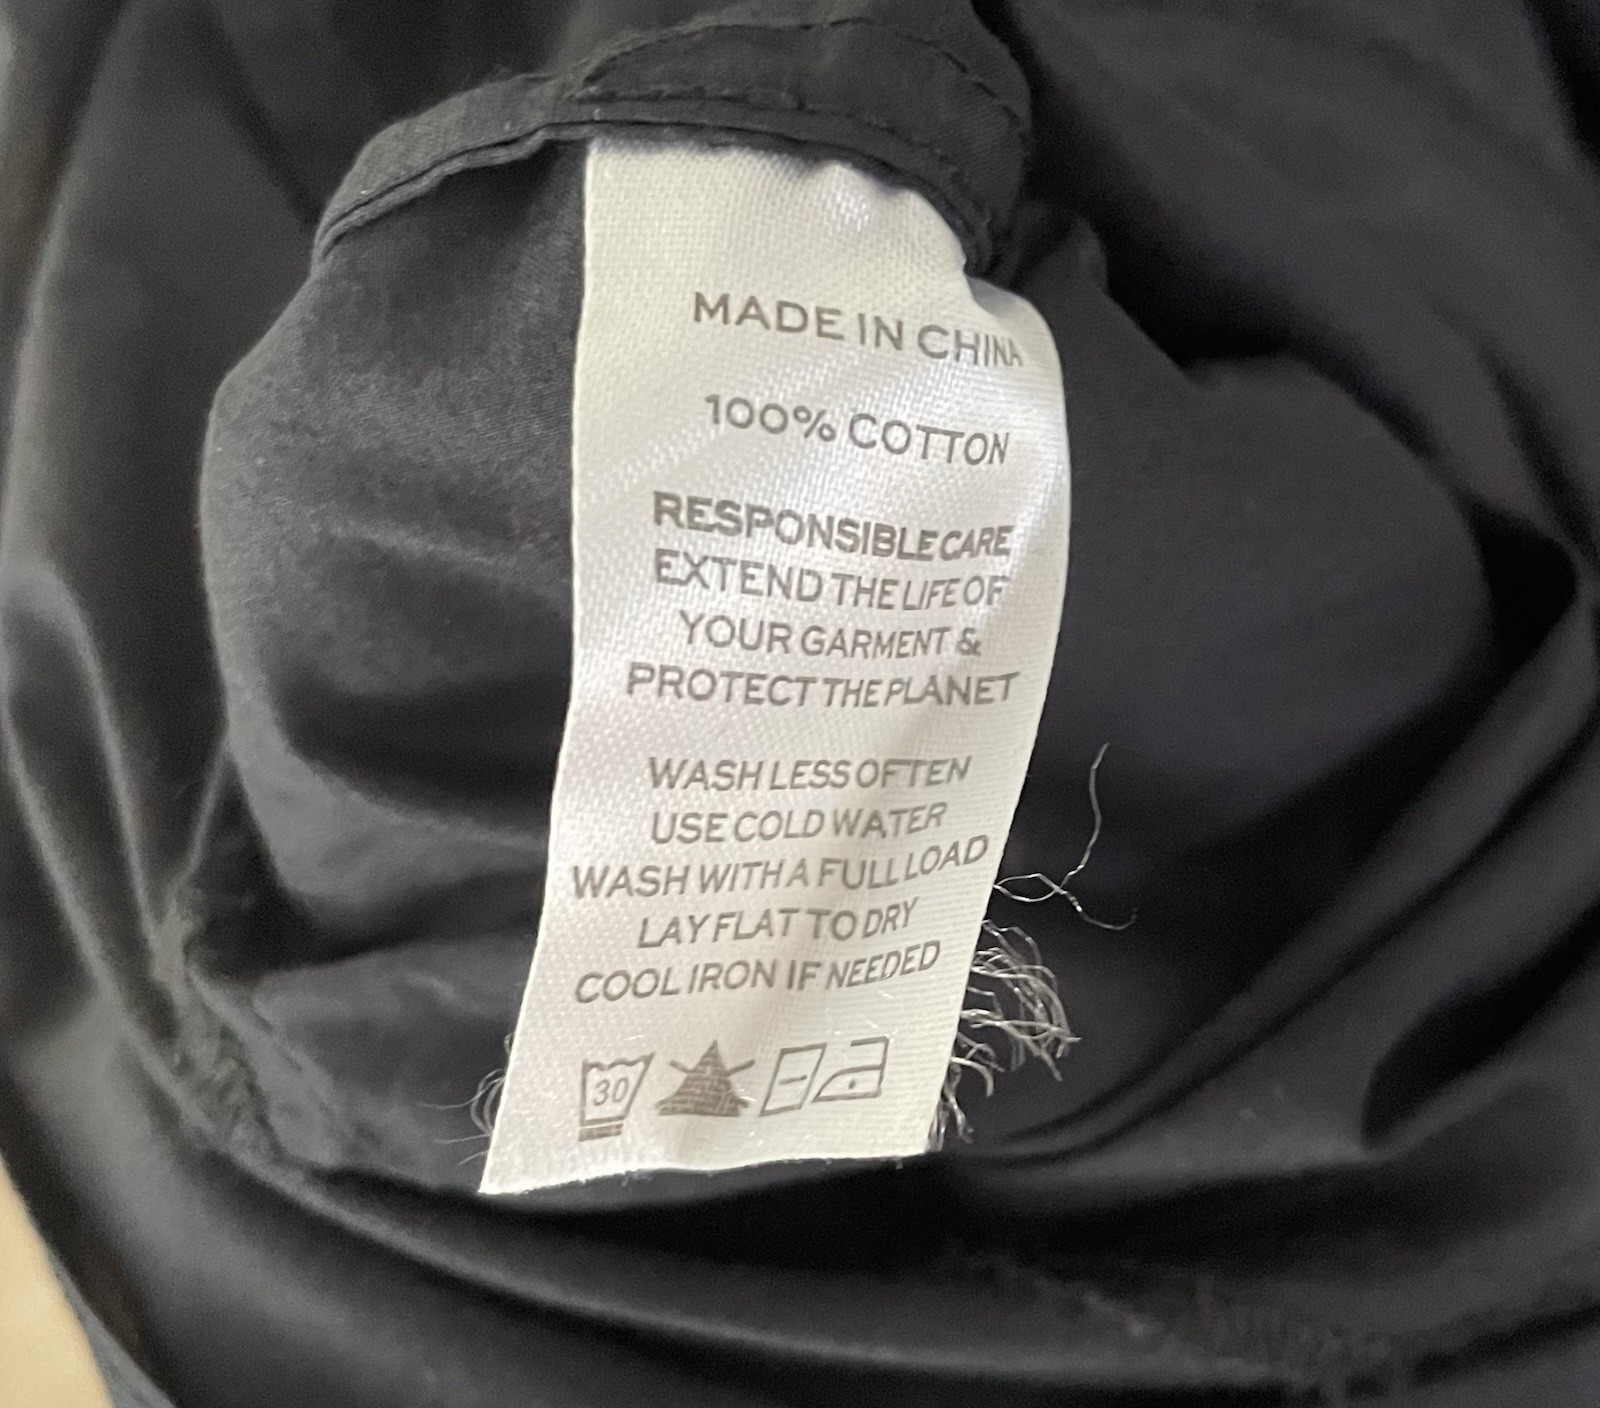 MADE IN CHINA
100% COTTON
RESPONSIBLE CARE
EXTEND THE LIFE OF
YOUR GARMENT &
PROTECT THE PLANET
WASH LESS OFTEN
USE COLD WATER
WASH WITH A FULL LOAD
LAY FLAT TO DRY
COOL IRON IF NEEDED
30